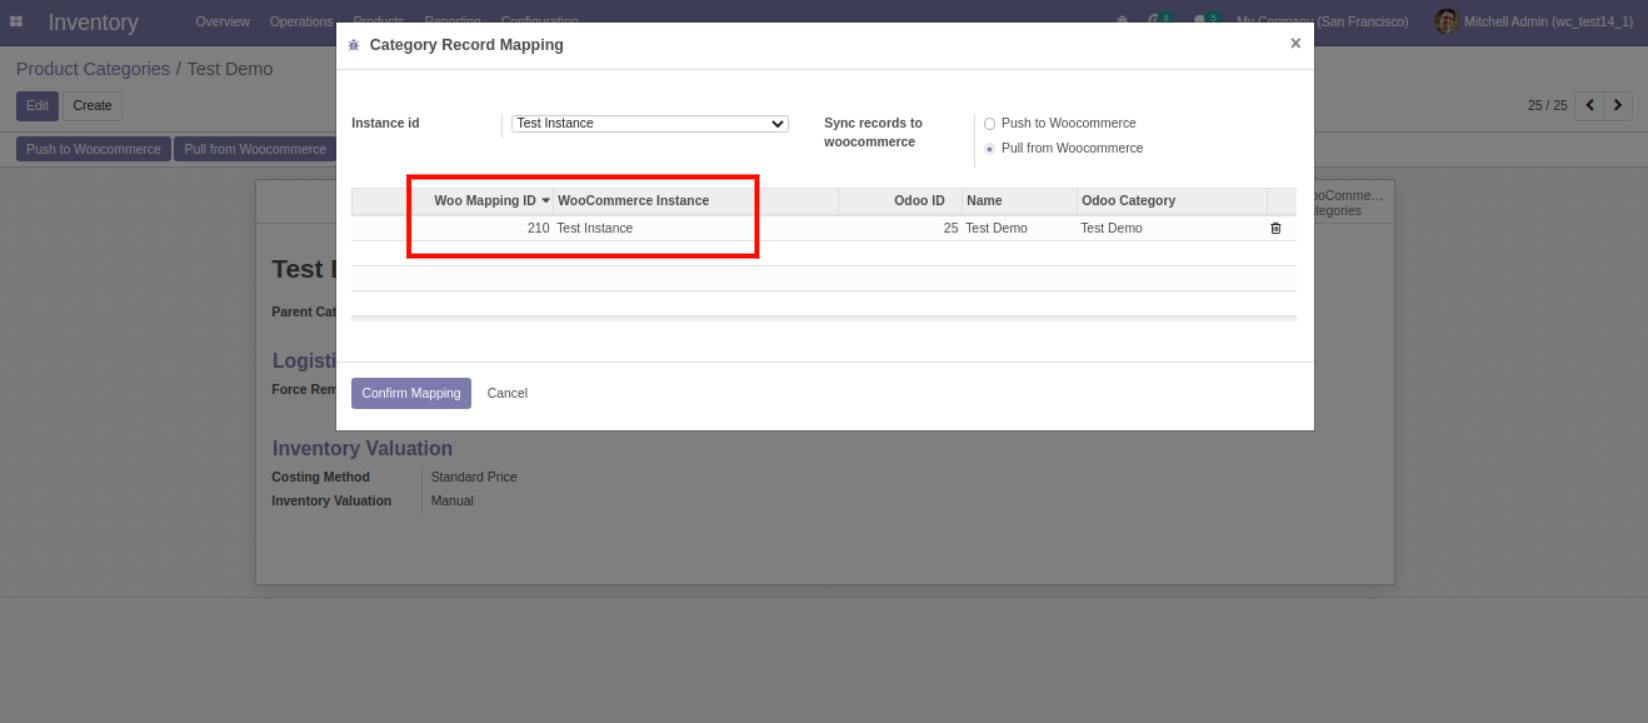 Inventory Overview Operations Products Reporting Configuration 8 5 My Company (San Francisco) Mitchell Admin (wc_test14_1)
Category Record Mapping ×
Product Categories / Test Demo
Edit Create 25 / 25
Instance id Test Instance Sync records to woocommerce Push to Woocommerce
Pull from Woocommerce
Push to Woocommerce Pull from Woocommerce
Woo Mapping ID WooCommerce Instance Odoo ID Name Odoo Category
210 Test Instance 25 Test Demo Test Demo
ooComme...
tegories
Test
Parent Cat
Logisti
Force Rem
Confirm Mapping Cancel
Inventory Valuation
Costing Method Standard Price
Inventory Valuation Manual